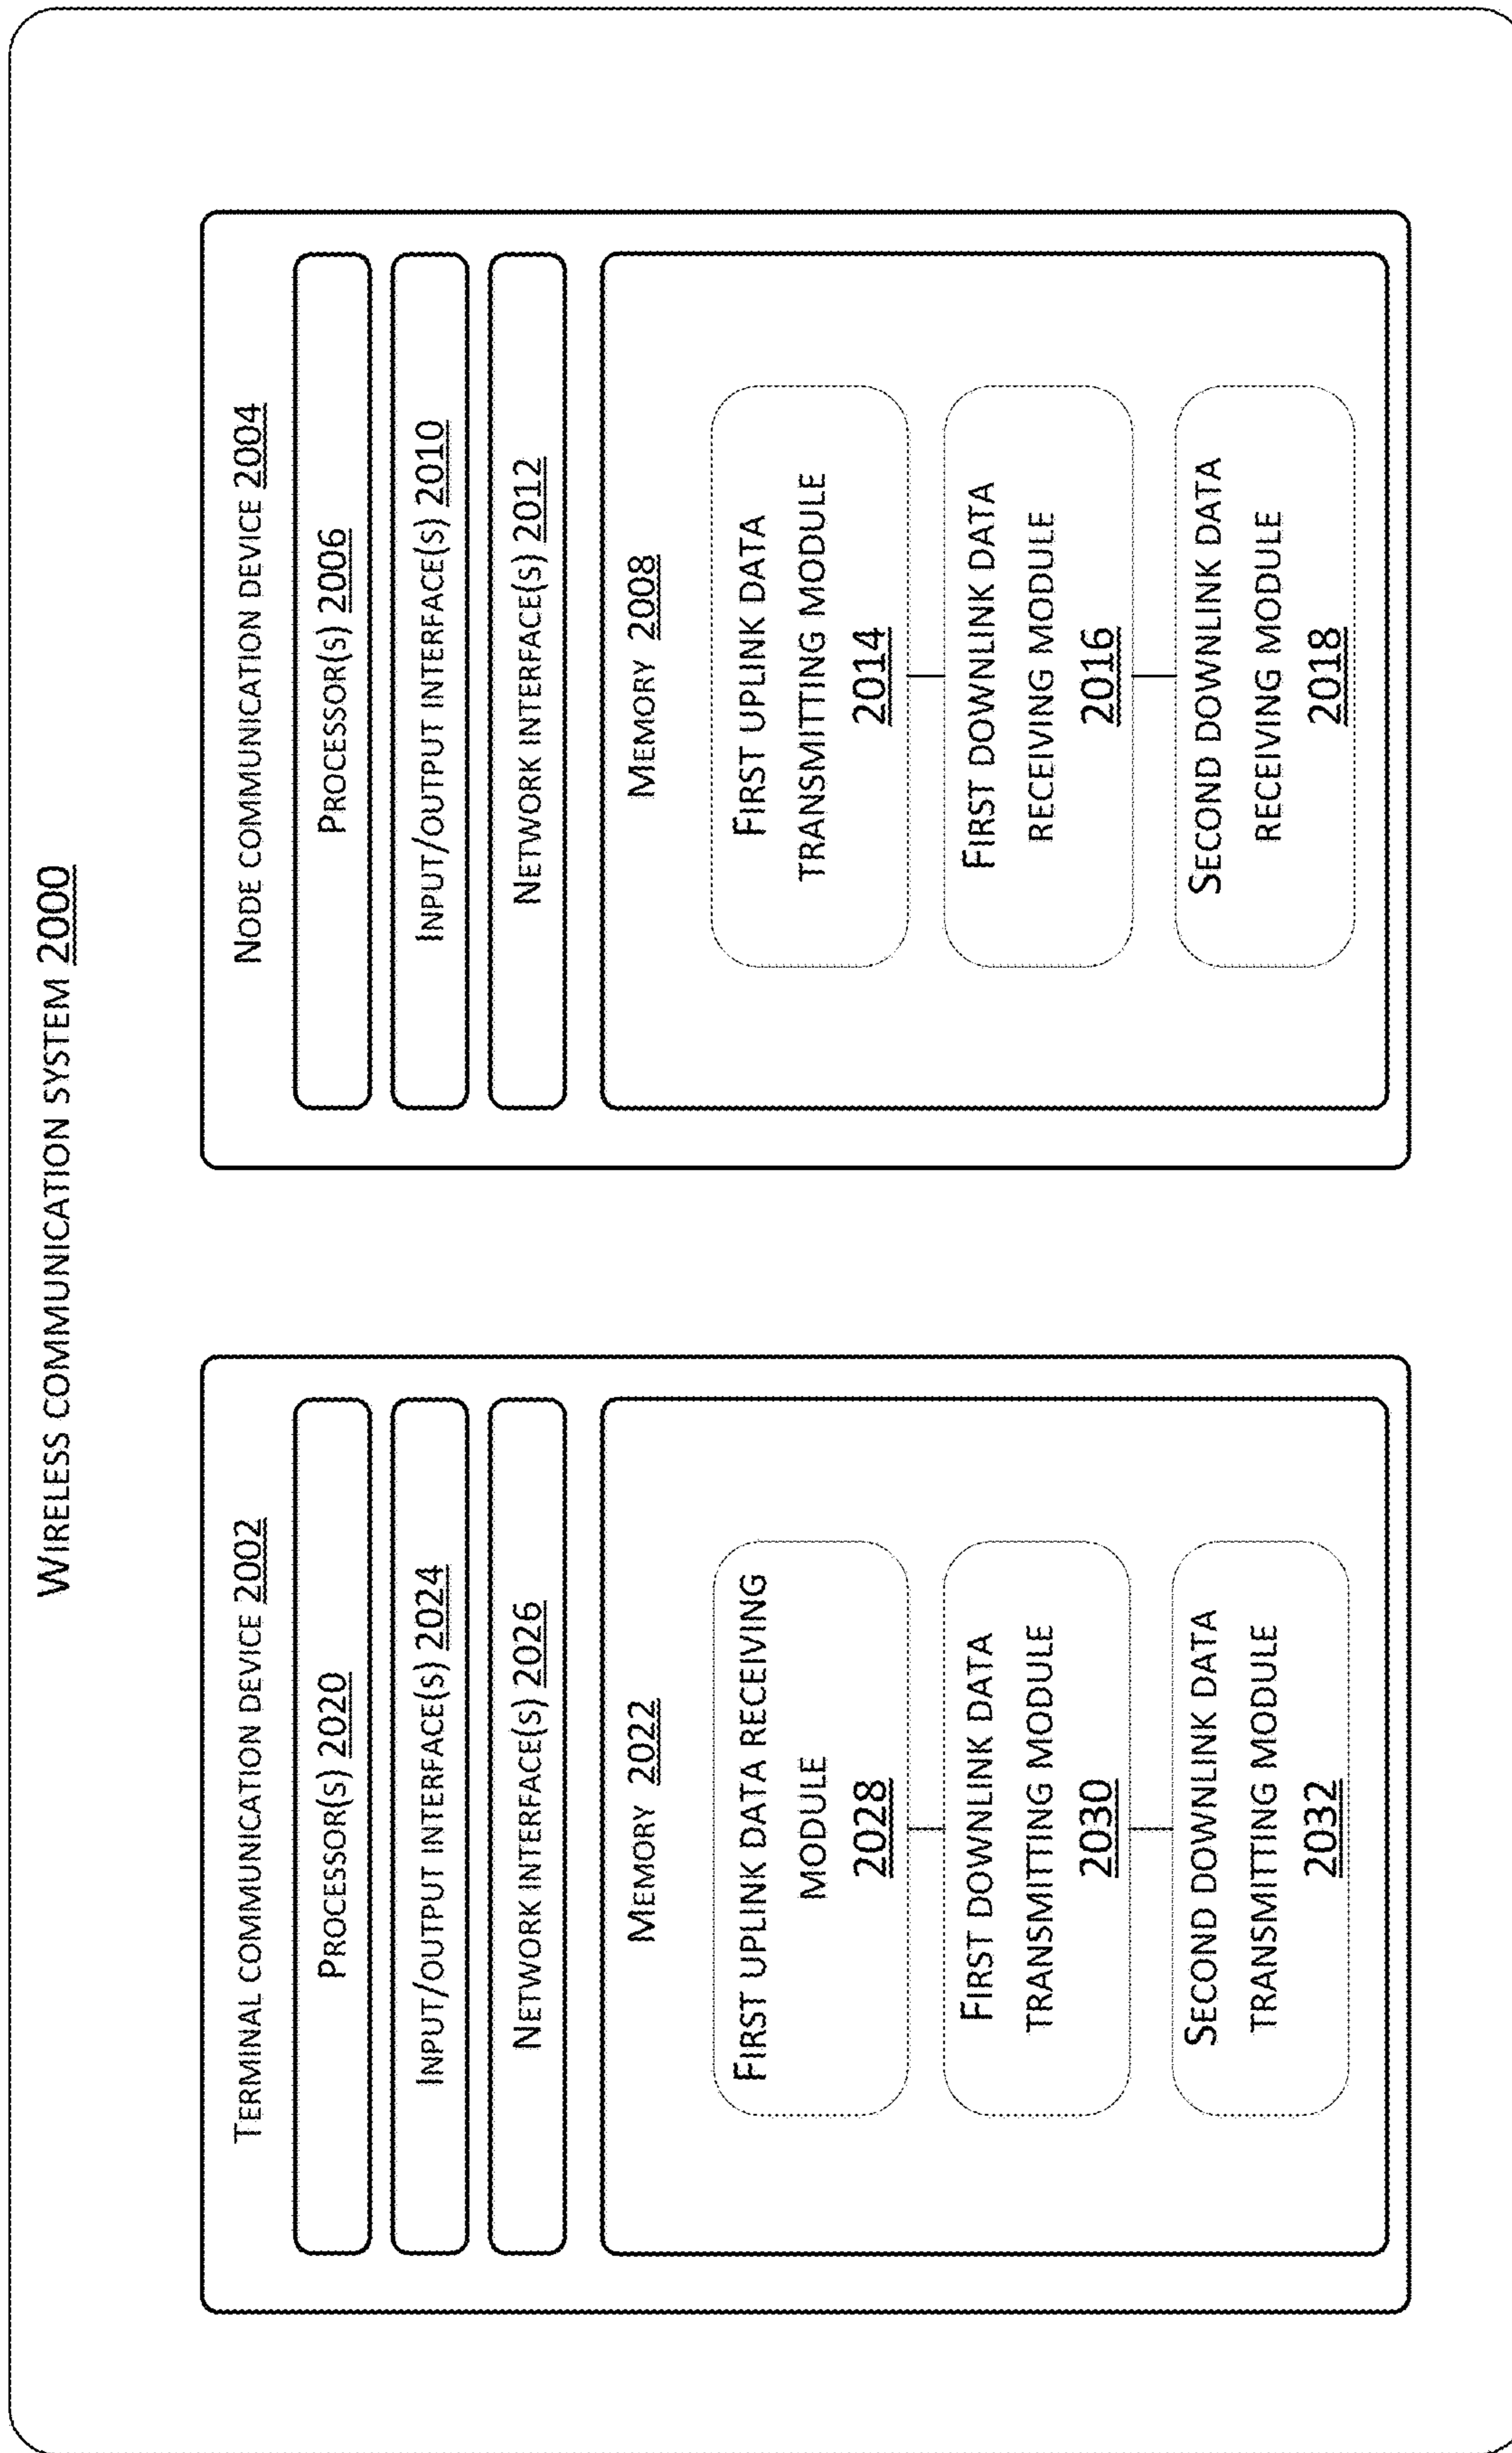 WIRELESS COMMUNICATION SYSTEM 2000
TERMINAL COMMUNICATION DEVICE 2002
PROCESSOR(S) 2020
INPUT/OUTPUT INTERFACE(S) 2024
NETWORK INTERFACE(S) 2026
MEMORY 2022
FIRST UPLINK DATA RECEIVING
MODULE
2028
FIRST DOWNLINK DATA
TRANSMITTING MODULE
2030
SECOND DOWNLINK DATA
TRANSMITTING MODULE
2032
NODE COMMUNICATION DEVICE 2004
PROCESSOR(S) 2006
INPUT/OUTPUT INTERFACE(S) 2010
NETWORK INTERFACE(S) 2012
MEMORY 2008
FIRST UPLINK DATA
TRANSMITTING MODULE
2014
FIRST DOWNLINK DATA
RECEIVING MODULE
2016
SECOND DOWNLINK DATA
RECEIVING MODULE
2018